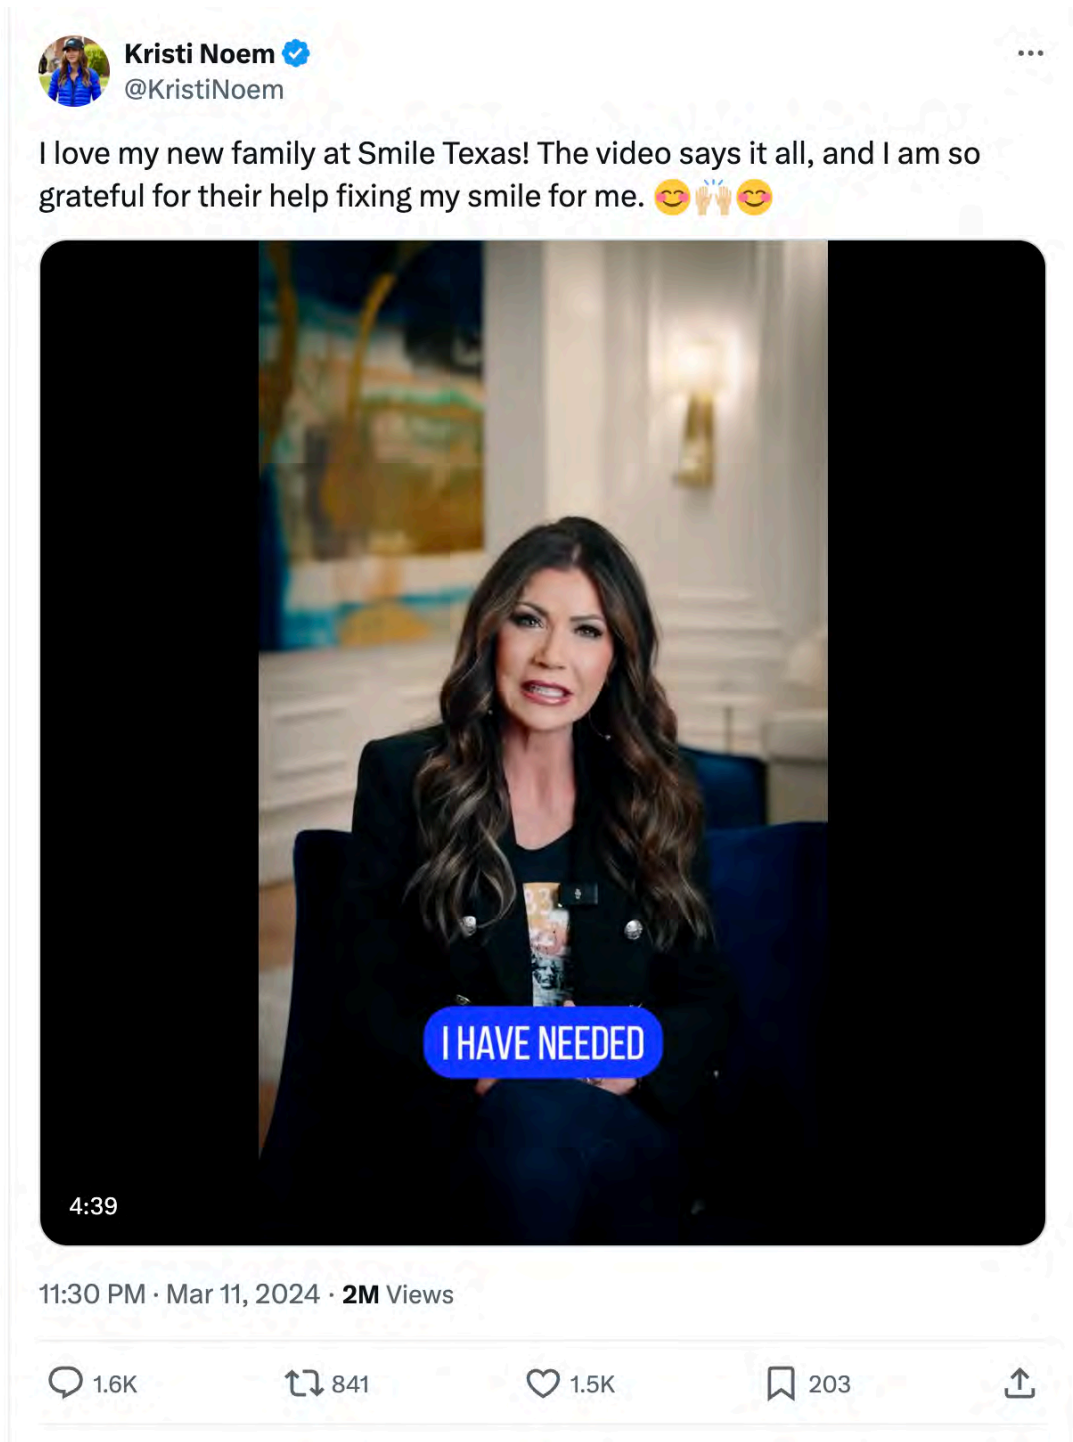 Kristi Noem
@KristiNoem
I love my new family at Smile Texas! The video says it all, and I am so
grateful for their help fixing my smile for me. 😊🙌🏼😊
I HAVE NEEDED
4:39
11:30 PM · Mar 11, 2024 · 2M Views
1.6K 841 1.5K 203